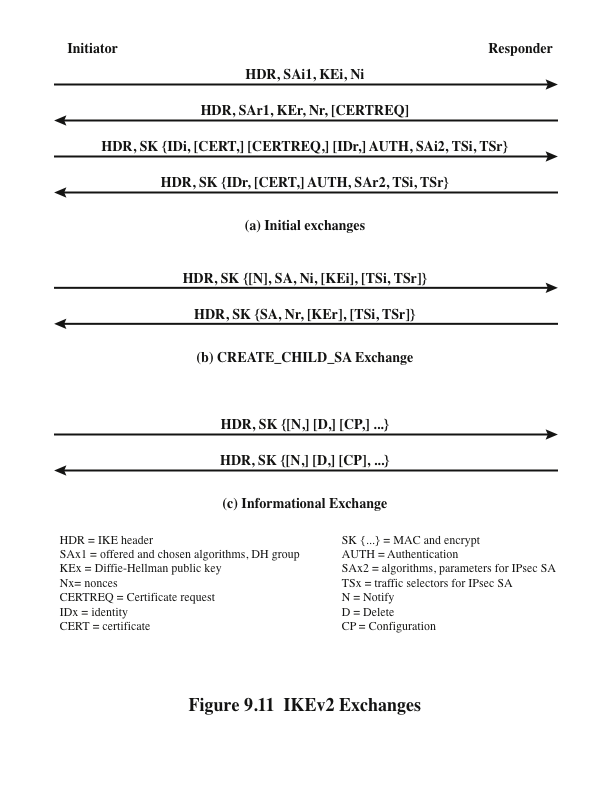 Initiator Responder
HDR, SAi1, KEi, Ni
HDR, SAr1, KEr, Nr, [CERTREQ]
HDR, SK {IDi, [CERT,] [CERTREQ,] [IDr,] AUTH, SAi2, TSi, TSr}
HDR, SK {IDr, [CERT,] AUTH, SAr2, TSi, TSr}
(a) Initial exchanges
HDR, SK {[N], SA, Ni, [KEi], [TSi, TSr]}
HDR, SK {SA, Nr, [KEr], [TSi, TSr]}
(b) CREATE_CHILD_SA Exchange
HDR, SK {[N,] [D,] [CP,] ...}
HDR, SK {[N,] [D,] [CP], ...}
(c) Informational Exchange
HDR = IKE header
SAx1 = offered and chosen algorithms, DH group
KEx = Diffie-Hellman public key
Nx= nonces
CERTREQ = Certificate request
IDx = identity
CERT = certificate
SK {...} = MAC and encrypt
AUTH = Authentication
SAx2 = algorithms, parameters for IPsec SA
TSx = traffic selectors for IPsec SA
N = Notify
D = Delete
CP = Configuration
Figure 9.11 IKEv2 Exchanges